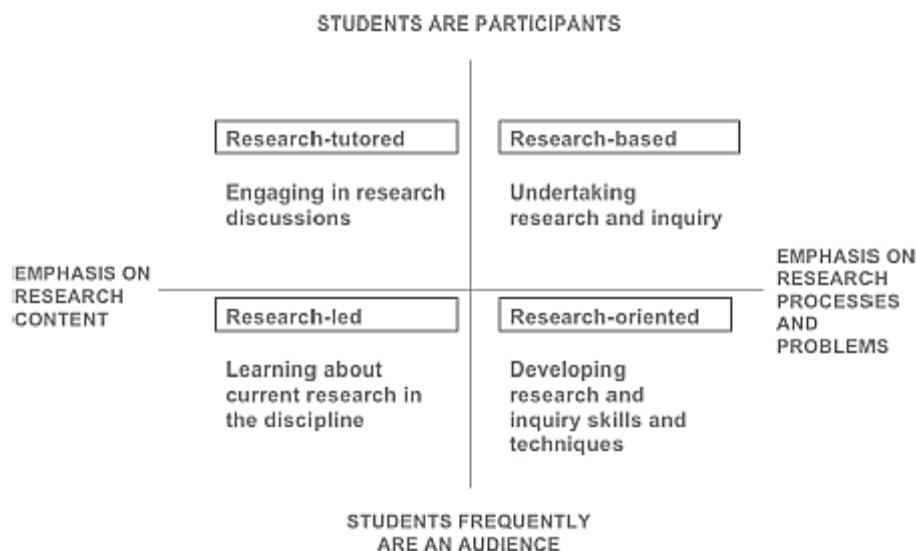 STUDENTS ARE PARTICIPANTS
Research-tutored
Engaging in research
discussions
Research-based
Undertaking
research and inquiry
EMPHASIS ON
RESEARCH
CONTENT
EMPHASIS ON
RESEARCH
PROCESSES
AND
PROBLEMS
Research-led
Learning about
current research in
the discipline
Research-oriented
Developing
research and
inquiry skills and
techniques
STUDENTS FREQUENTLY
ARE AN AUDIENCE